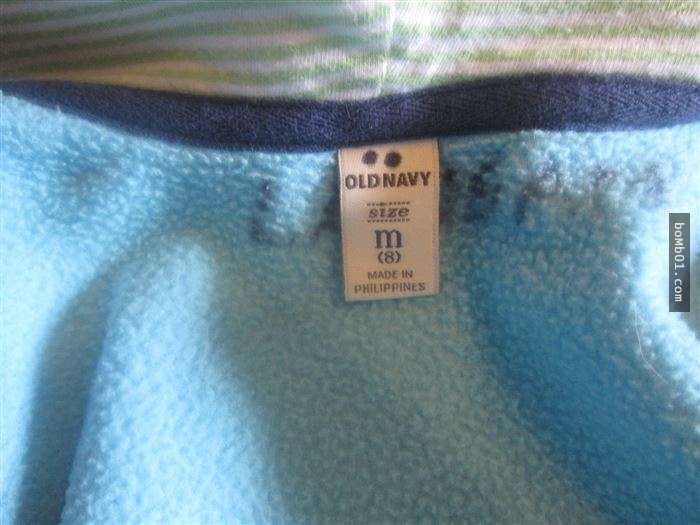 OLD NAVY
size
m
(8)
MADE IN
PHILIPPINES
boMb01.com